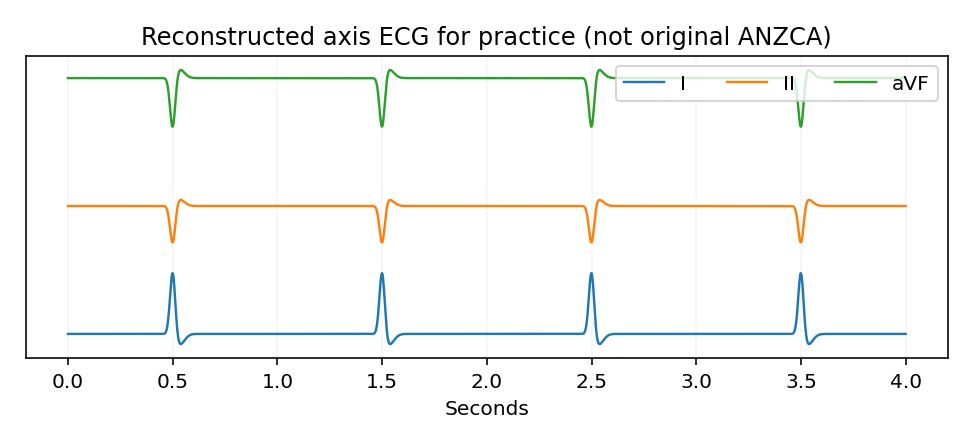 Reconstructed axis ECG for practice (not original ANZCA)
I II aVF
0.0 0.5 1.0 1.5 2.0 2.5 3.0 3.5 4.0
Seconds